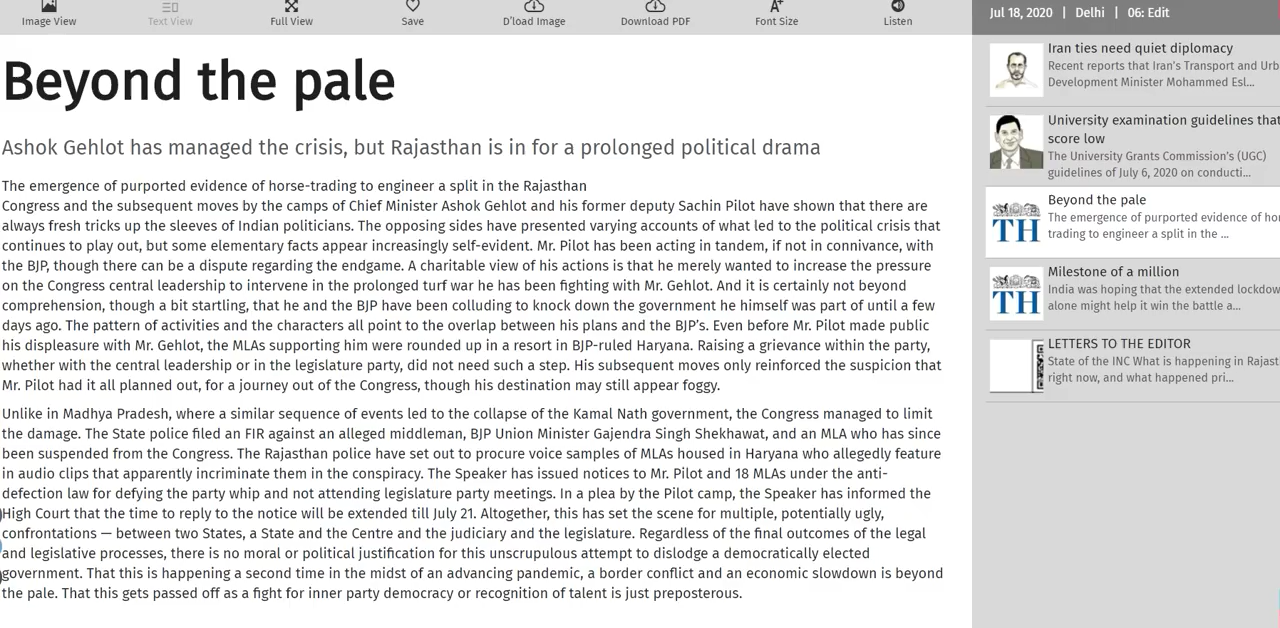 Image View
Text View
Full View
Save
D'load Image
Download PDF
Font Size
Listen
Jul 18, 2020 | Delhi | 06: Edit
Beyond the pale
Ashok Gehlot has managed the crisis, but Rajasthan is in for a prolonged political drama
The emergence of purported evidence of horse-trading to engineer a split in the Rajasthan
Congress and the subsequent moves by the camps of Chief Minister Ashok Gehlot and his former deputy Sachin Pilot have shown that there are
always fresh tricks up the sleeves of Indian politicians. The opposing sides have presented varying accounts of what led to the political crisis that
continues to play out, but some elementary facts appear increasingly self-evident. Mr. Pilot has been acting in tandem, if not in connivance, with
the BJP, though there can be a dispute regarding the endgame. A charitable view of his actions is that he merely wanted to increase the pressure
on the Congress central leadership to intervene in the prolonged turf war he has been fighting with Mr. Gehlot. And it is certainly not beyond
comprehension, though a bit startling, that he and the BJP have been colluding to knock down the government he himself was part of until a few
days ago. The pattern of activities and the characters all point to the overlap between his plans and the BJP's. Even before Mr. Pilot made public
his displeasure with Mr. Gehlot, the MLAs supporting him were rounded up in a resort in BJP-ruled Haryana. Raising a grievance within the party,
whether with the central leadership or in the legislature party, did not need such a step. His subsequent moves only reinforced the suspicion that
Mr. Pilot had it all planned out, for a journey out of the Congress, though his destination may still appear foggy.
Unlike in Madhya Pradesh, where a similar sequence of events led to the collapse of the Kamal Nath government, the Congress managed to limit
the damage. The State police filed an FIR against an alleged middleman, BJP Union Minister Gajendra Singh Shekhawat, and an MLA who has since
been suspended from the Congress. The Rajasthan police have set out to procure voice samples of MLAs housed in Haryana who allegedly feature
in audio clips that apparently incriminate them in the conspiracy. The Speaker has issued notices to Mr. Pilot and 18 MLAs under the anti-
defection law for defying the party whip and not attending legislature party meetings. In a plea by the Pilot camp, the Speaker has informed the
High Court that the time to reply to the notice will be extended till July 21. Altogether, this has set the scene for multiple, potentially ugly,
confrontations — between two States, a State and the Centre and the judiciary and the legislature. Regardless of the final outcomes of the legal
and legislative processes, there is no moral or political justification for this unscrupulous attempt to dislodge a democratically elected
government. That this is happening a second time in the midst of an advancing pandemic, a border conflict and an economic slowdown is beyond
the pale. That this gets passed off as a fight for inner party democracy or recognition of talent is just preposterous.
Iran ties need quiet diplomacy
Recent reports that Iran's Transport and Urb
Development Minister Mohammed Esl...
University examination guidelines that
score low
The University Grants Commission's (UGC)
guidelines of July 6, 2020 on conducti...
TH
Beyond the pale
The emergence of purported evidence of ho
trading to engineer a split in the ...
TH
Milestone of a million
India was hoping that the extended lockdow
alone might help it win the battle a...
LETTERS TO THE EDITOR
State of the INC What is happening in Rajast
right now, and what happened pri...